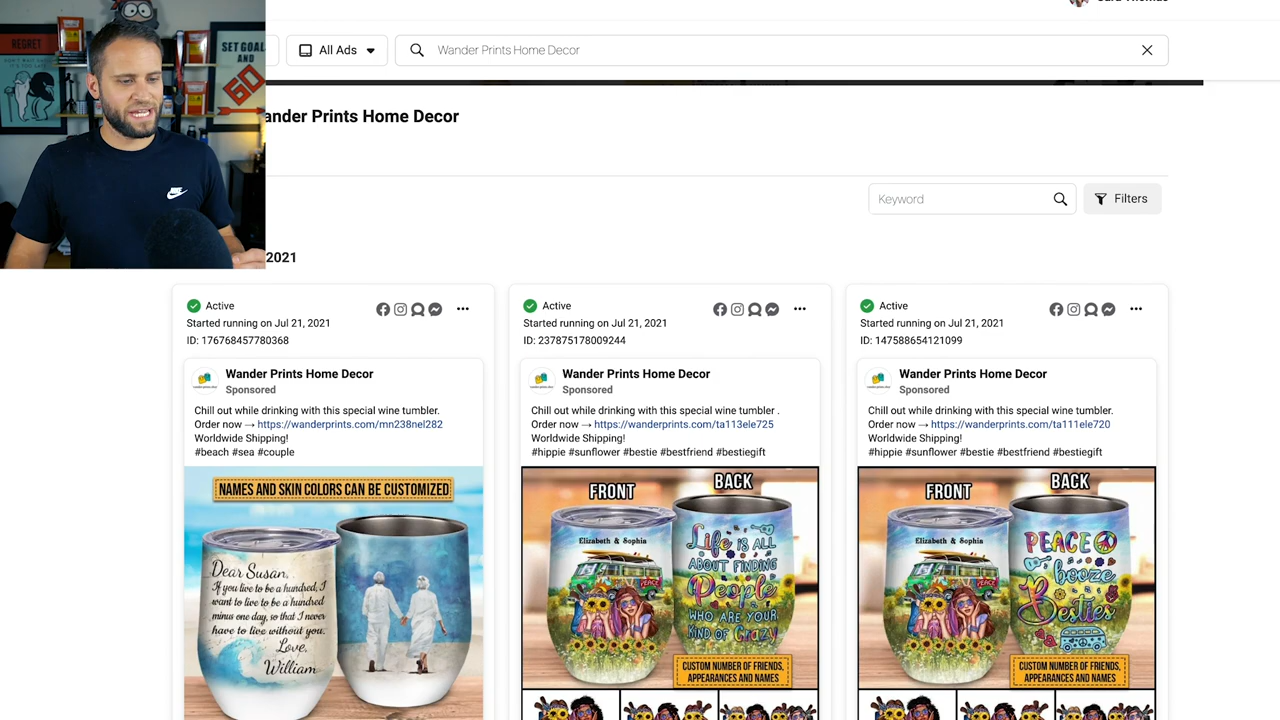 REGRET
SET GOALS
AND
GO
All Ads
Wander Prints Home Decor
ander Prints Home Decor
Keyword
Filters
2021
Active
Started running on Jul 21, 2021
ID: 176768457780368
Wander Prints Home Decor
Sponsored
Chill out while drinking with this special wine tumbler.
Order now → https://wanderprints.com/mn238nel282
Worldwide Shipping!
#beach #sea #couple
NAMES AND SKIN COLORS CAN BE CUSTOMIZED
Dear Susan,
If you live to be a hundred, I
want to live to be a hundred
minus one day, so that I never
have to live without you.
Love,
William
Active
Started running on Jul 21, 2021
ID: 237875178009244
Wander Prints Home Decor
Sponsored
Chill out while drinking with this special wine tumbler .
Order now → https://wanderprints.com/ta113ele725
Worldwide Shipping!
#hippie #sunflower #bestie #bestfriend #bestiegift
FRONT
BACK
Elizabeth & Sophia
PEACE
Life IS ALL
ABOUT FINDING
People
WHO ARE YOUR
KIND OF Crazy
CUSTOM NUMBER OF FRIENDS,
APPEARANCES AND NAMES
Active
Started running on Jul 21, 2021
ID: 147588654121099
Wander Prints Home Decor
Sponsored
Chill out while drinking with this special wine tumbler.
Order now → https://wanderprints.com/ta111ele720
Worldwide Shipping!
#hippie #sunflower #bestie #bestfriend #bestiegift
FRONT
BACK
Elizabeth & Sophia
PEACE
PEACE
booze
Besties
CUSTOM NUMBER OF FRIENDS,
APPEARANCES AND NAMES